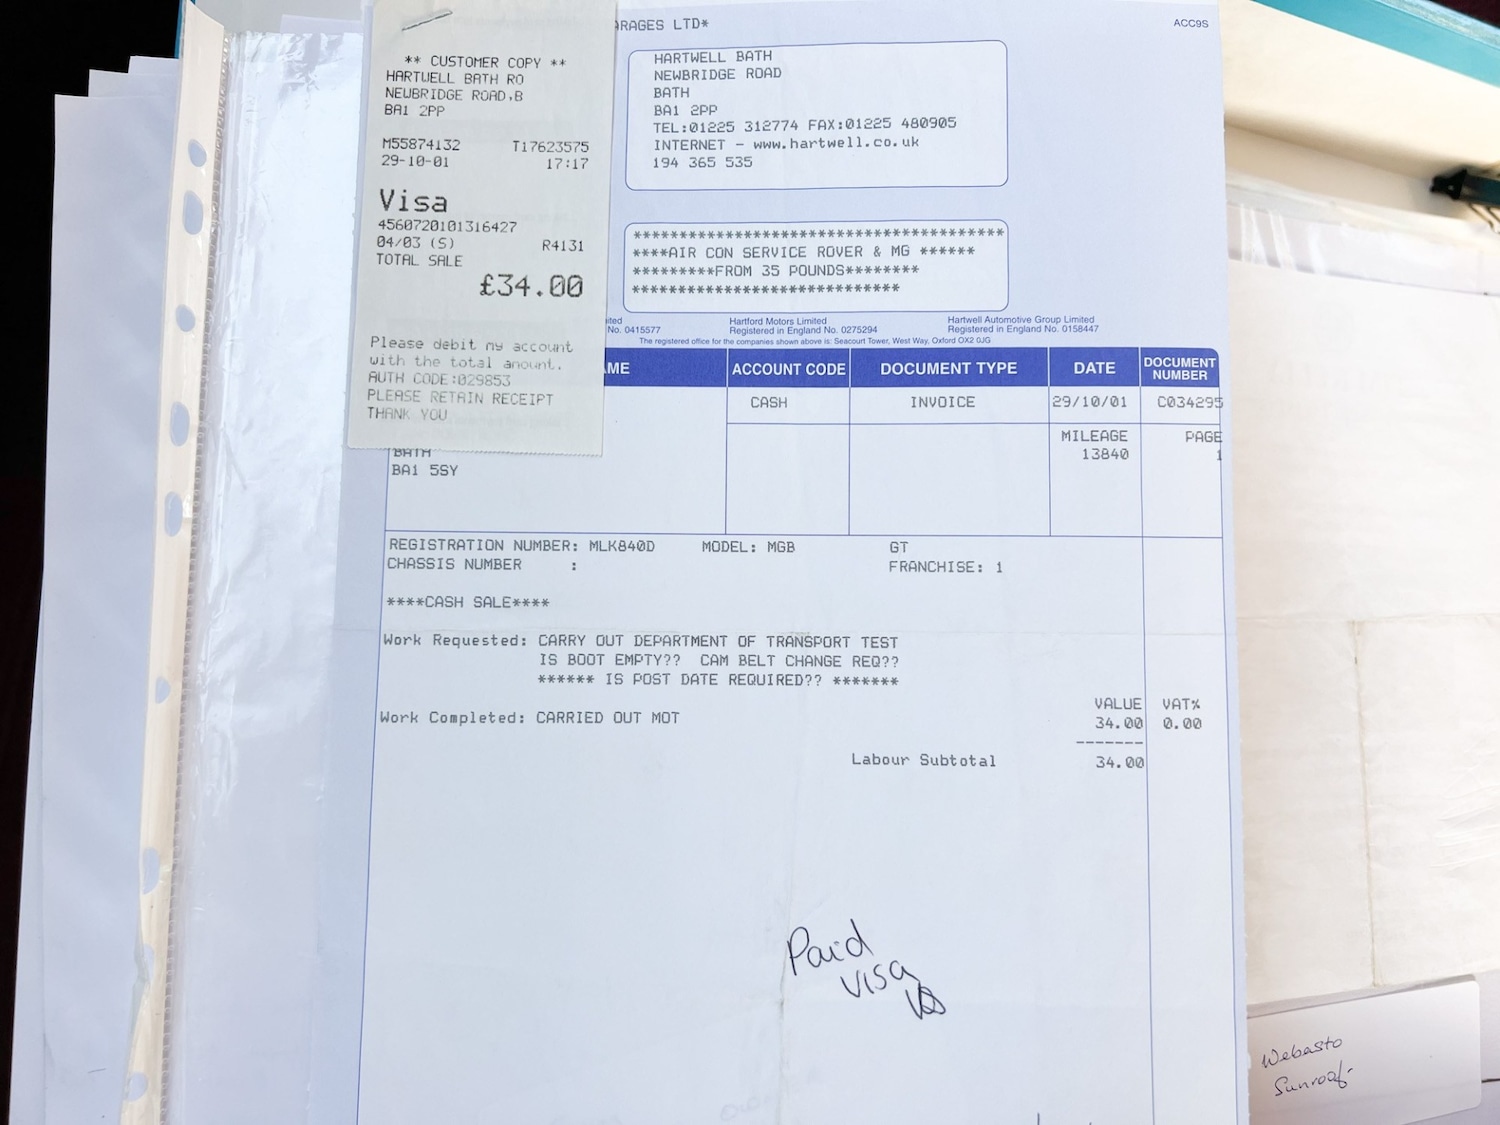 ** CUSTOMER COPY **
HARTWELL BATH RO
NEWBRIDGE ROAD,B
BA1 2PP
M55874132 T17623575
29-10-01 17:17
Visa
4560720101316427
04/03 (S) R4131
TOTAL SALE
£34.00
Please debit my account
with the total amount.
AUTH CODE:029853
PLEASE RETAIN RECEIPT
THANK YOU
ARAGES LTD*
ACC9S
HARTWELL BATH
NEWBRIDGE ROAD
BATH
BA1 2PP
TEL:01225 312774 FAX:01225 480905
INTERNET - www.hartwell.co.uk
194 365 535
****************************************
****AIR CON SERVICE ROVER & MG ******
*********FROM 35 POUNDS********
*****************************
ited
No. 0415577
Hartford Motors Limited
Registered in England No. 0275294
Hartwell Automotive Group Limited
Registered in England No. 0158447
The registered office for the companies shown above is: Seacourt Tower, West Way, Oxford OX2 0JG
AME ACCOUNT CODE DOCUMENT TYPE DATE DOCUMENT NUMBER
CASH INVOICE 29/10/01 C034295
MILEAGE PAGE
13840 1
BATH
BA1 5SY
REGISTRATION NUMBER: MLK840D MODEL: MGB GT
CHASSIS NUMBER : FRANCHISE: 1
****CASH SALE****
Work Requested: CARRY OUT DEPARTMENT OF TRANSPORT TEST
IS BOOT EMPTY?? CAM BELT CHANGE REQ??
****** IS POST DATE REQUIRED?? *******
VALUE VAT%
Work Completed: CARRIED OUT MOT 34.00 0.00
-------
Labour Subtotal 34.00
Paid
Visa
Webasto
Sunroof